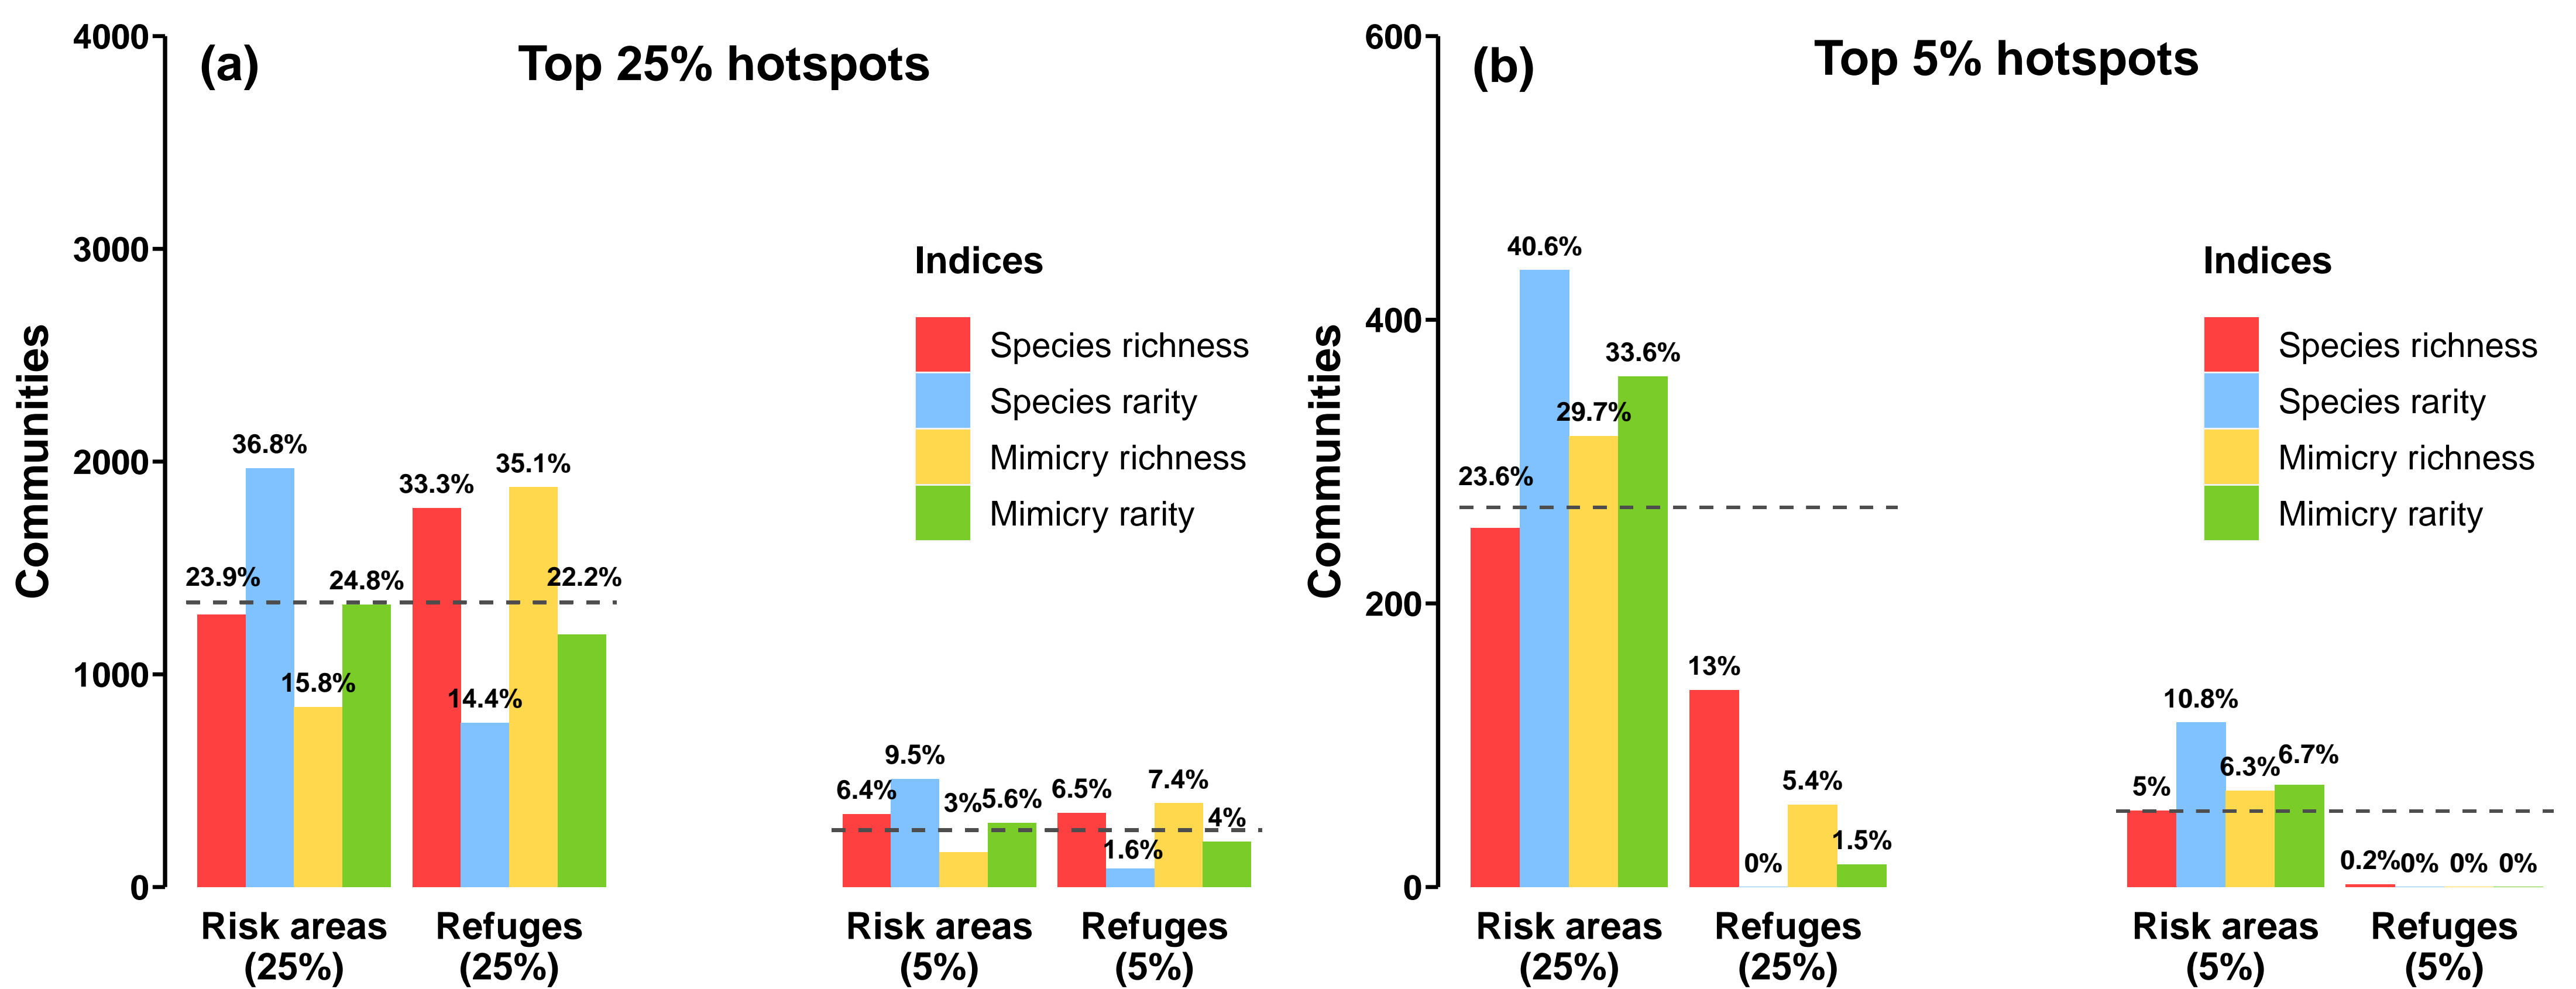 (a)
Top 25% hotspots
Communities
4000
3000
2000
1000
0
23.9%
36.8%
15.8%
24.8%
33.3%
14.4%
35.1%
22.2%
6.4%
9.5%
3%
5.6%
6.5%
1.6%
7.4%
4%
Indices
Species richness
Species rarity
Mimicry richness
Mimicry rarity
Risk areas
(25%)
Refuges
(25%)
Risk areas
(5%)
Refuges
(5%)
(b)
Top 5% hotspots
Communities
600
400
200
0
23.6%
40.6%
29.7%
33.6%
13%
0%
5.4%
1.5%
5%
10.8%
6.3%
6.7%
0.2%
0%
0%
0%
Indices
Species richness
Species rarity
Mimicry richness
Mimicry rarity
Risk areas
(25%)
Refuges
(25%)
Risk areas
(5%)
Refuges
(5%)